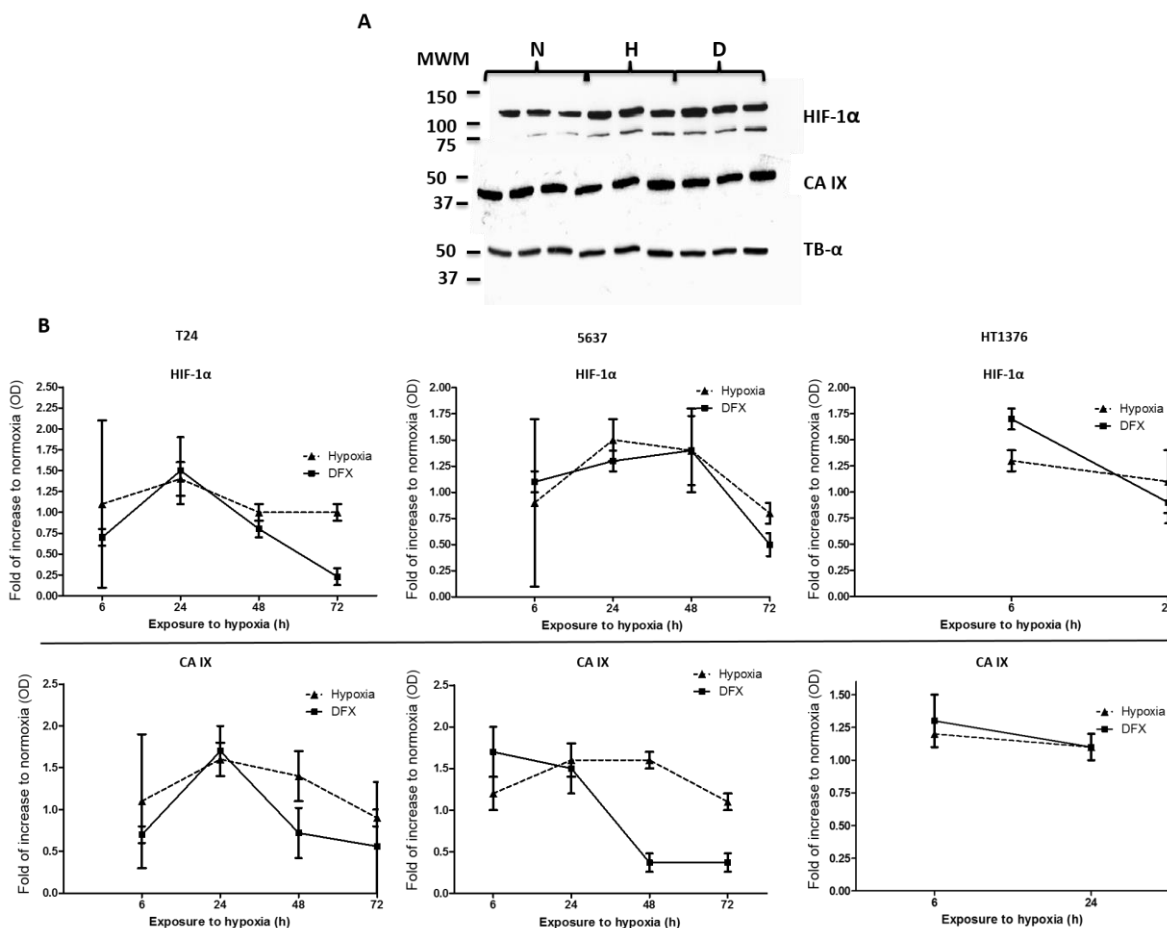 A
MWM N H D
150
100
75
HIF-1α
50
37
CA IX
50
37
TB-α
B
T24
HIF-1α
Fold of increase to normoxia (OD)
2.50
2.25
2.00
1.75
1.50
1.25
1.00
0.75
0.50
0.25
0.00
Hypoxia
DFX
6 24 48 72
Exposure to hypoxia (h)
5637
HIF-1α
Fold of increase to normoxia (OD)
2.00
1.75
1.50
1.25
1.00
0.75
0.50
0.25
0.00
Hypoxia
DFX
6 24 48 72
Exposure to hypoxia (h)
HT1376
HIF-1α
Fold of increase to normoxia (OD)
2.00
1.75
1.50
1.25
1.00
0.75
0.50
0.25
0.00
Hypoxia
DFX
6 2
Exposure to hypoxia (h)
CA IX
Fold of increase to normoxia (OD)
2.5
2.0
1.5
1.0
0.5
0.0
Hypoxia
DFX
6 24 48 72
Exposure to hypoxia (h)
CA IX
Fold of increase to normoxia (OD)
2.5
2.0
1.5
1.0
0.5
0.0
Hypoxia
DFX
6 24 48 72
Exposure to hypoxia (h)
CA IX
Fold of increase to normoxia (OD)
1.50
1.25
1.00
0.75
0.50
0.25
0.00
Hypoxia
DFX
6 24
Exposure to hypoxia (h)